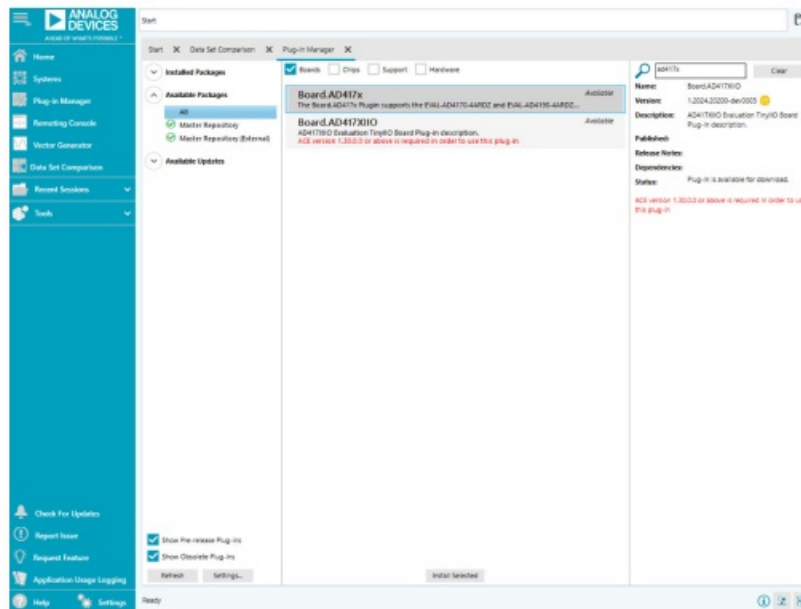 ANALOG
DEVICES
AHEAD OF WHAT'S POSSIBLE
Start
Home
Systems
Plug-in Manager
Remoting Console
Vector Generator
Data Set Comparison
Recent Sessions
Tools
Check For Updates
Report Issue
Request Feature
Application Usage Logging
Help
Settings
Start
Data Set Comparison
Plug-in Manager
Installed Packages
Available Packages
All
Master Repository
Master Repository (External)
Available Updates
Show Pre-release Plug-ins
Show Obsolete Plug-ins
Refresh
Settings...
Boards
Chips
Support
Hardware
Board.AD417x
Available
The Board.AD417x Plugin supports the EVAL-AD4170-4ARDZ and EVAL-AD4195-4ARDZ...
Board.AD417XIIO
Available
AD417XIIO Evaluation TinyIIO Board Plug-in description.
ACE version 1.30.0.0 or above is required in order to use this plug-in
Install Selected
ad417x
Clear
Name: Board.AD417XIIO
Version: 1.2024.20200-dev0005
Description: AD417XIIO Evaluation TinyIIO Board
Plug-in description.
Published:
Release Notes:
Dependencies:
Status: Plug-in is available for download.
ACE version 1.30.0.0 or above is required in order to
this plug-in
Ready